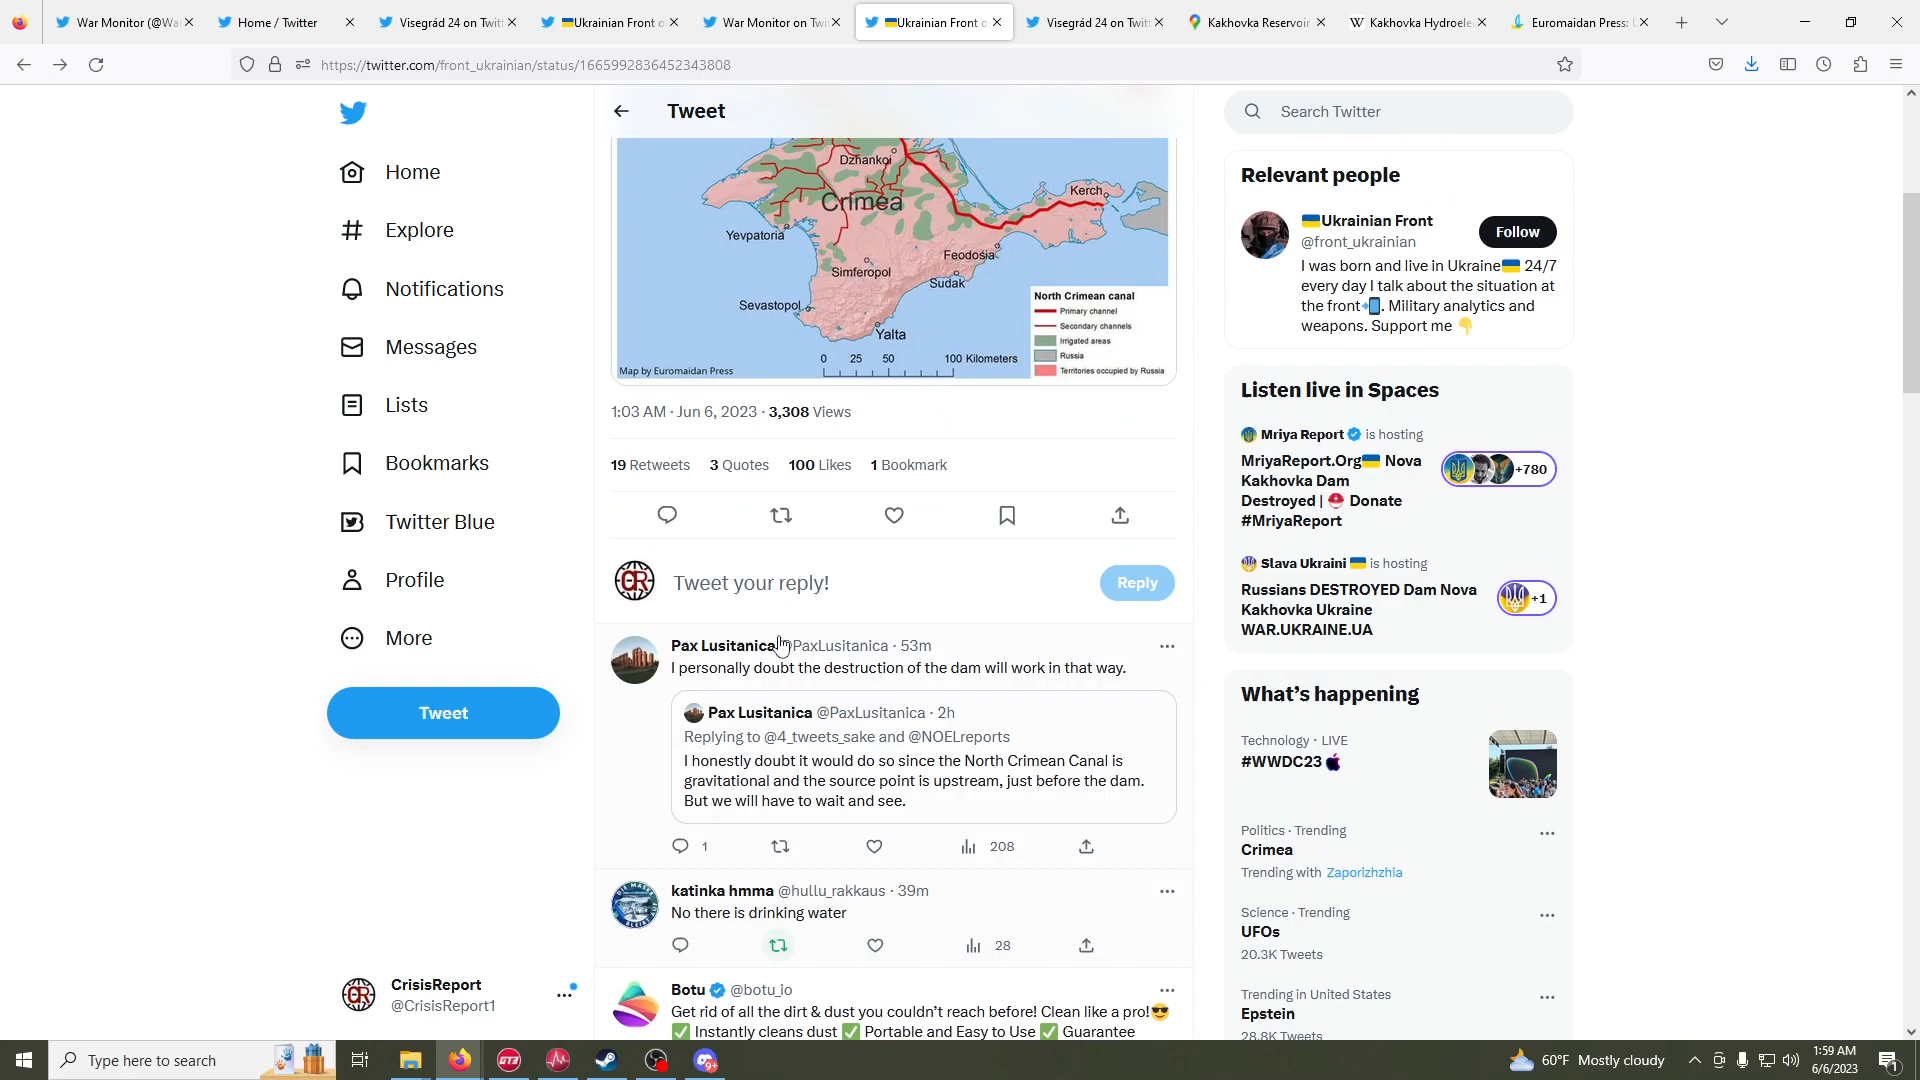 War Monitor (@Wa
Home / Twitter
Visegrád 24 on Twitt
Ukrainian Front o
War Monitor on Twi
Ukrainian Front o
Visegrád 24 on Twitt
Kakhovka Reservoir
Kakhovka Hydroele
Euromaidan Press:
https://twitter.com/front_ukrainian/status/1665992836452343808
Home
Explore
Notifications
Messages
Lists
Bookmarks
Twitter Blue
Profile
More
Tweet
CrisisReport
@CrisisReport1
Tweet
Dzhankoi
Kerch
Crimea
Yevpatoria
Feodosia
Simferopol
Sudak
Sevastopol
Yalta
North Crimean canal
Primary channel
Secondary channels
Irrigated areas
Russia
Territories occupied by Russia
0 25 50 100 Kilometers
Map by Euromaidan Press
1:03 AM · Jun 6, 2023 · 3,308 Views
19 Retweets 3 Quotes 100 Likes 1 Bookmark
Tweet your reply!
Reply
Pax Lusitanica @PaxLusitanica · 53m
I personally doubt the destruction of the dam will work in that way.
Pax Lusitanica @PaxLusitanica · 2h
Replying to @4_tweets_sake and @NOELreports
I honestly doubt it would do so since the North Crimean Canal is
gravitational and the source point is upstream, just before the dam.
But we will have to wait and see.
1 208
katinka hmma @hullu_rakkaus · 39m
No there is drinking water
28
Botu @botu_io
Get rid of all the dirt & dust you couldn't reach before! Clean like a pro!😎
✅ Instantly cleans dust ✅ Portable and Easy to Use ✅ Guarantee
Search Twitter
Relevant people
🇺🇦Ukrainian Front
@front_ukrainian
Follow
I was born and live in Ukraine🇺🇦 24/7
every day I talk about the situation at
the front📲. Military analytics and
weapons. Support me 👇
Listen live in Spaces
Mriya Report is hosting
MriyaReport.Org🇺🇦 Nova
Kakhovka Dam
Destroyed | ⛑️ Donate
#MriyaReport
+780
Slava Ukraini 🇺🇦 is hosting
Russians DESTROYED Dam Nova
Kakhovka Ukraine
WAR.UKRAINE.UA
+1
What's happening
Technology · LIVE
#WWDC23
Politics · Trending
Crimea
Trending with Zaporizhzhia
Science · Trending
UFOs
20.3K Tweets
Trending in United States
Epstein
28.8K Tweets
Type here to search
GT3
9+
60°F Mostly cloudy
1:59 AM
6/6/2023
1